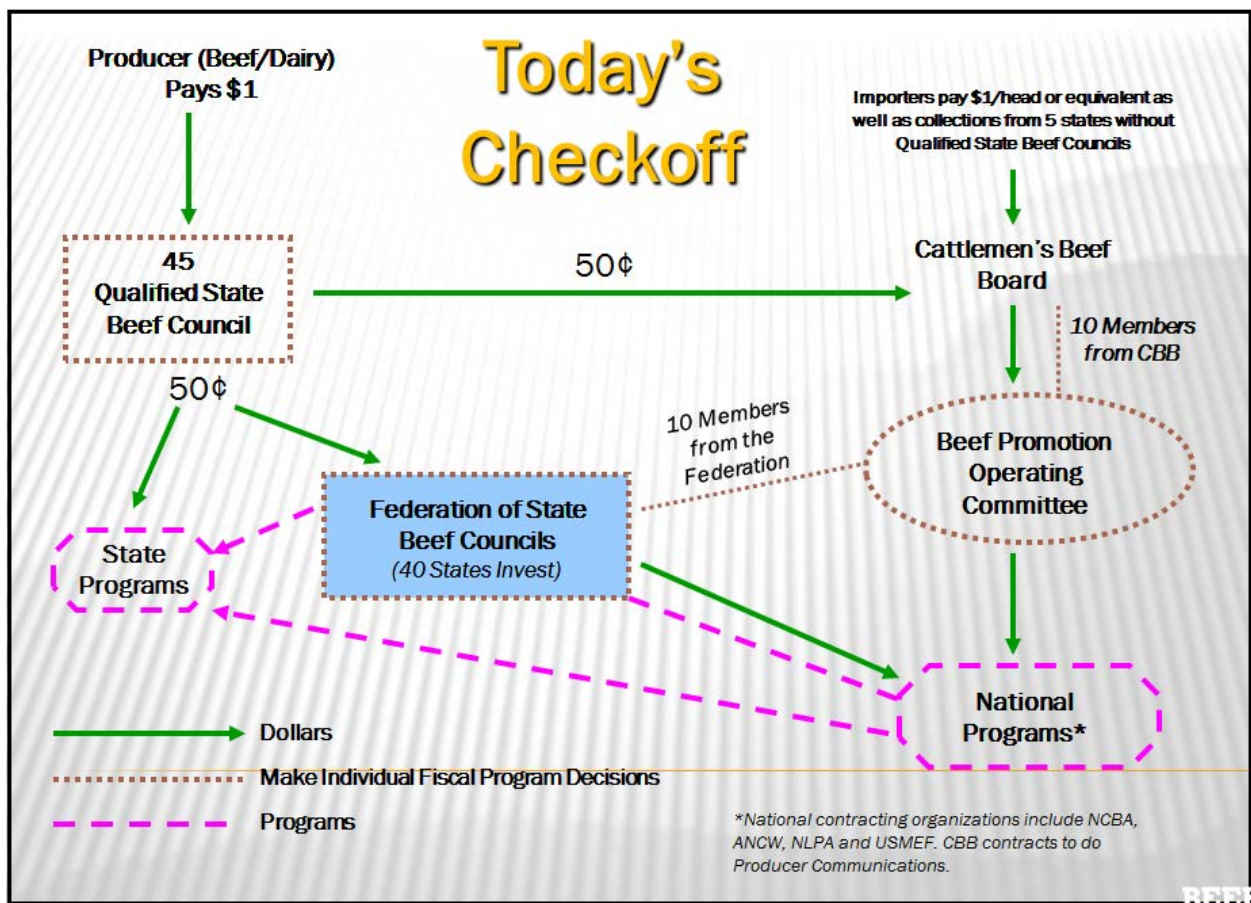 Today's
Checkoff
Producer (Beef/Dairy)
Pays $1
Importers pay $1/head or equivalent as
well as collections from 5 states without
Qualified State Beef Councils
45
Qualified State
Beef Council
50¢
Cattlemen's Beef
Board
10 Members
from CBB
50¢
10 Members
from the
Federation
Beef Promotion
Operating
Committee
Federation of State
Beef Councils
(40 States Invest)
State
Programs
National
Programs*
Dollars
Make Individual Fiscal Program Decisions
Programs
*National contracting organizations include NCBA,
ANCW, NLPA and USMEF. CBB contracts to do
Producer Communications.
BEEF